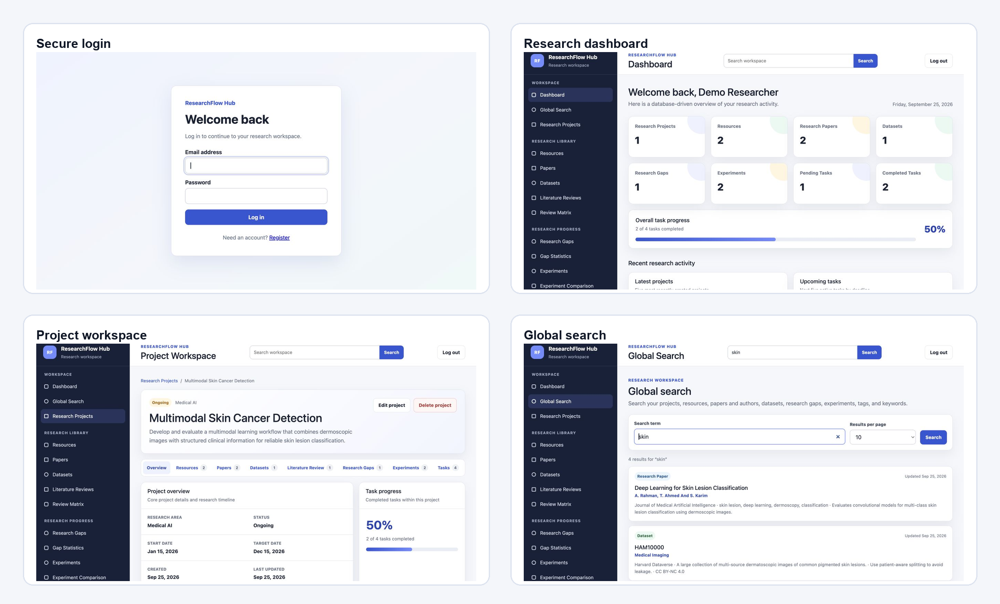 Secure login
ResearchFlow Hub
Welcome back
Log in to continue to your research workspace.
Email address
Password
Log in
Need an account? Register
Research dashboard
RF
ResearchFlow Hub
Research workspace
WORKSPACE
Dashboard
Global Search
Research Projects
RESEARCH LIBRARY
Resources
Papers
Datasets
Literature Reviews
Review Matrix
RESEARCH PROGRESS
Research Gaps
Gap Statistics
Experiments
Experiment Comparison
RESEARCHFLOW HUB
Dashboard
Search workspace
Search
Log out
Welcome back, Demo Researcher
Here is a database-driven overview of your research activity.
Friday, September 25, 2026
Research Projects
1
Resources
2
Research Papers
2
Datasets
1
Research Gaps
1
Experiments
2
Pending Tasks
1
Completed Tasks
2
Overall task progress
2 of 4 tasks completed
50%
Recent research activity
Latest projects
Upcoming tasks
Project workspace
RF
ResearchFlow Hub
Research workspace
WORKSPACE
Dashboard
Global Search
Research Projects
RESEARCH LIBRARY
Resources
Papers
Datasets
Literature Reviews
Review Matrix
RESEARCH PROGRESS
Research Gaps
Gap Statistics
Experiments
Experiment Comparison
RESEARCHFLOW HUB
Project Workspace
Search workspace
Search
Log out
Research Projects / Multimodal Skin Cancer Detection
Ongoing Medical AI
Edit project
Delete project
Multimodal Skin Cancer Detection
Develop and evaluate a multimodal learning workflow that combines dermoscopic
images with structured clinical information for reliable skin lesion classification.
Overview Resources 2 Papers 2 Datasets 1 Literature Review 1 Research Gaps 1 Experiments 2 Tasks 4
Project overview
Core project details and research timeline
RESEARCH AREA
Medical AI
STATUS
Ongoing
START DATE
Jan 15, 2026
TARGET DATE
Dec 15, 2026
CREATED
Sep 25, 2026
LAST UPDATED
Sep 25, 2026
Task progress
Completed tasks within this project
50%
2 of 4 tasks completed
Global search
RF
ResearchFlow Hub
Research workspace
WORKSPACE
Dashboard
Global Search
Research Projects
RESEARCH LIBRARY
Resources
Papers
Datasets
Literature Reviews
Review Matrix
RESEARCH PROGRESS
Research Gaps
Gap Statistics
Experiments
Experiment Comparison
RESEARCHFLOW HUB
Global Search
skin
Search
Log out
RESEARCH WORKSPACE
Global search
Search your projects, resources, papers and authors, datasets, research gaps, experiments, tags, and keywords.
Search term
skin
Results per page
10
Search
4 results for “skin”
Research Paper
Updated Sep 25, 2026
Deep Learning for Skin Lesion Classification
A. Rahman, T. Ahmed And S. Karim
Journal of Medical Artificial Intelligence · skin lesion, deep learning, dermoscopy, classification · Evaluates convolutional models for multi-class skin
lesion classification using dermoscopic images.
Dataset
Updated Sep 25, 2026
HAM10000
Medical Imaging
Harvard Dataverse · A large collection of multi-source dermatoscopic images of common pigmented skin lesions. · Use patient-aware splitting to avoid
leakage. · CC BY-NC 4.0